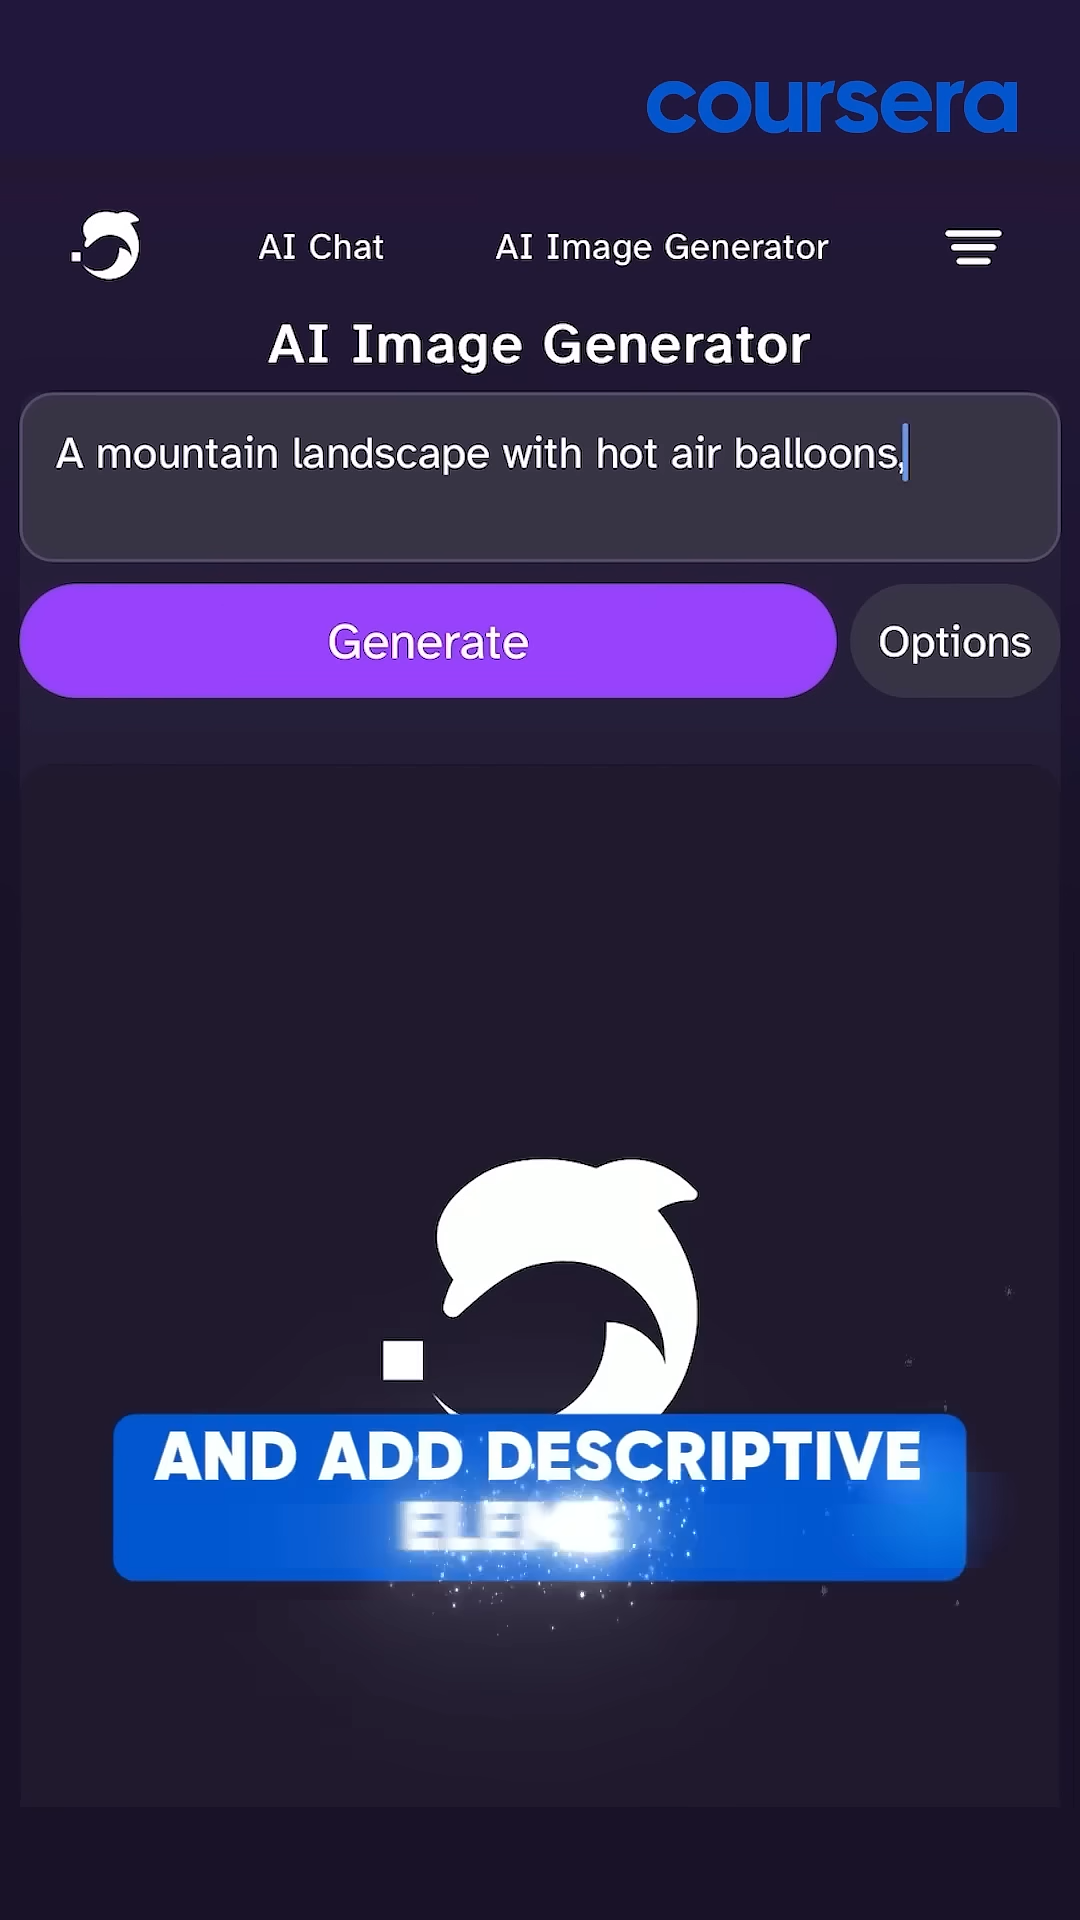 coursera
AI Chat
AI Image Generator
AI Image Generator
A mountain landscape with hot air balloons,
Generate
Options
AND ADD DESCRIPTIVE